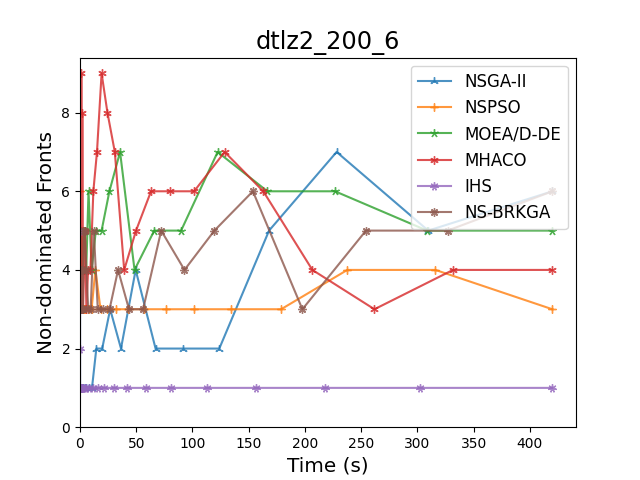 dtlz2_200_6
Non-dominated Fronts
8
6
4
2
0
0 50 100 150 200 250 300 350 400
Time (s)
NSGA-II
NSPSO
MOEA/D-DE
MHACO
IHS
NS-BRKGA